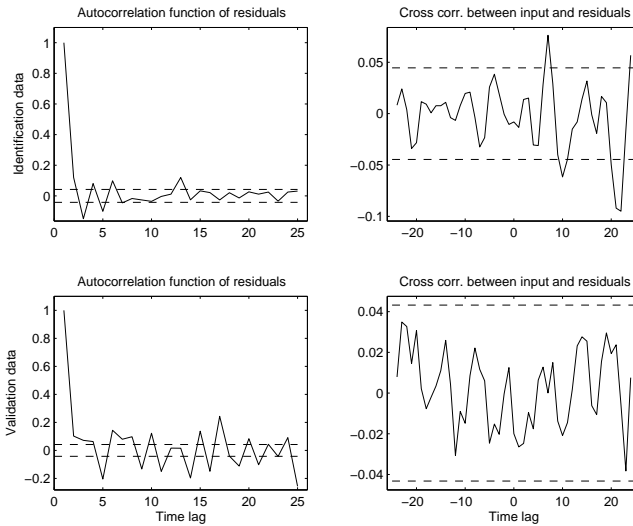 Autocorrelation function of residuals
Identification data
1
0.8
0.6
0.4
0.2
0
0 5 10 15 20 25
Cross corr. between input and residuals
0.05
0
−0.05
−0.1
−20 −10 0 10 20
Autocorrelation function of residuals
Validation data
1
0.8
0.6
0.4
0.2
0
−0.2
0 5 10 15 20 25
Time lag
Cross corr. between input and residuals
0.04
0.02
0
−0.02
−0.04
−20 −10 0 10 20
Time lag